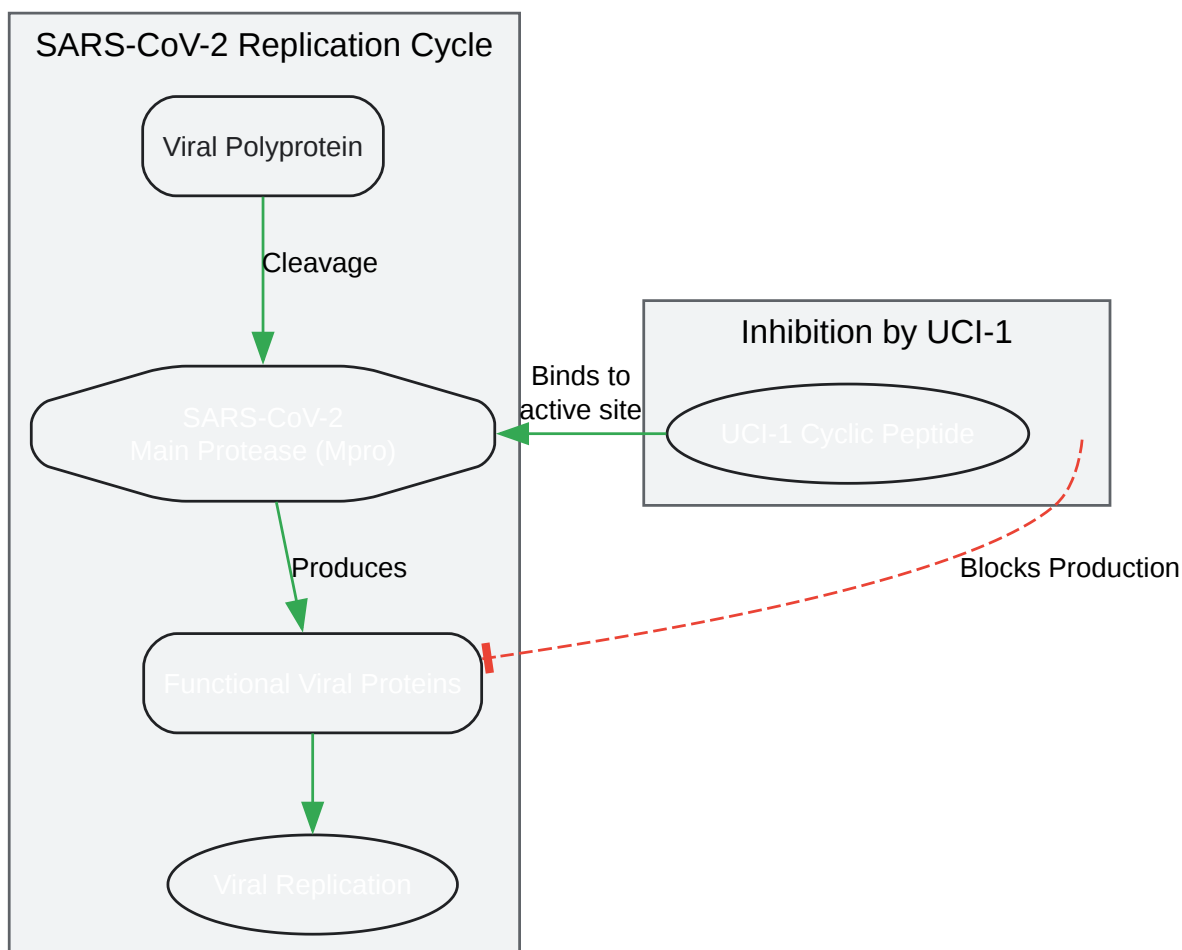 SARS-CoV-2 Replication Cycle
Viral Polyprotein
Cleavage
SARS-CoV-2
Main Protease (Mpro)
Produces
Functional Viral Proteins
Viral Replication
Inhibition by UCI-1
Binds to
active site
UCI-1 Cyclic Peptide
Blocks Production